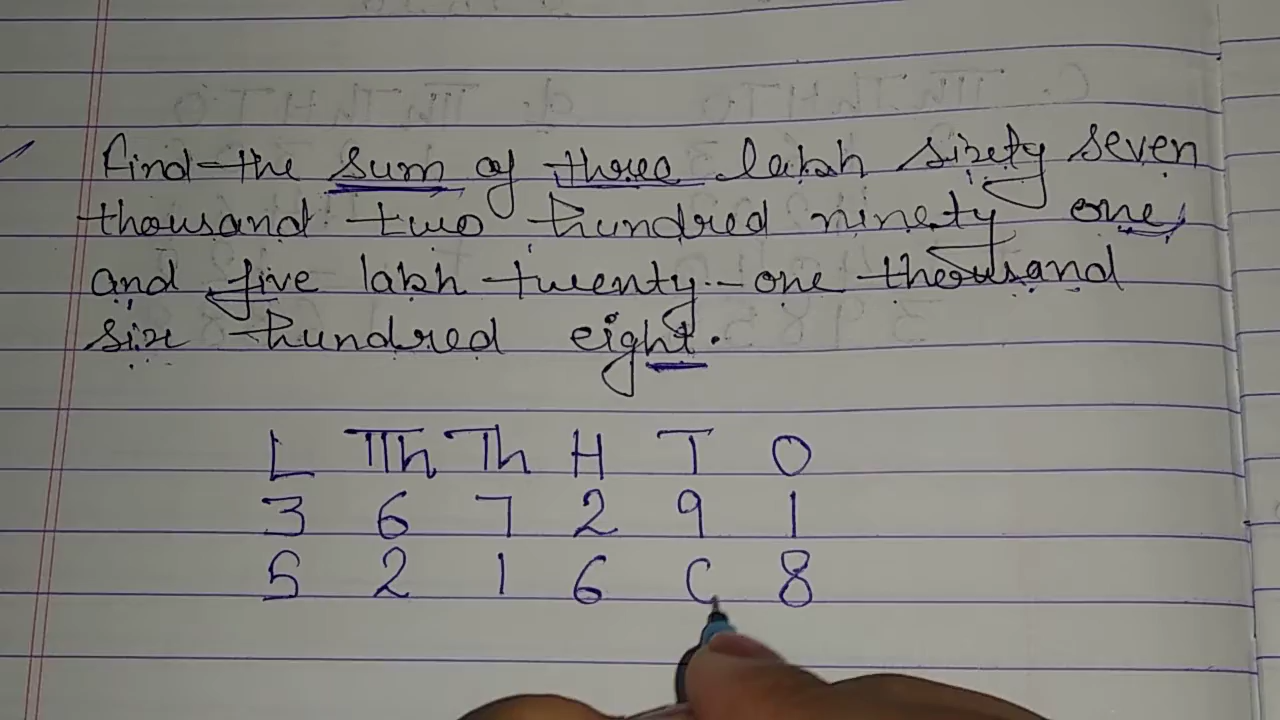 Find the sum of three lakh sixty seven
thousand two hundred ninety one,
and five lakh twenty-one thousand
six hundred eight.
L TTh Th H T O
3 6 7 2 9 1
5 2 1 6 8